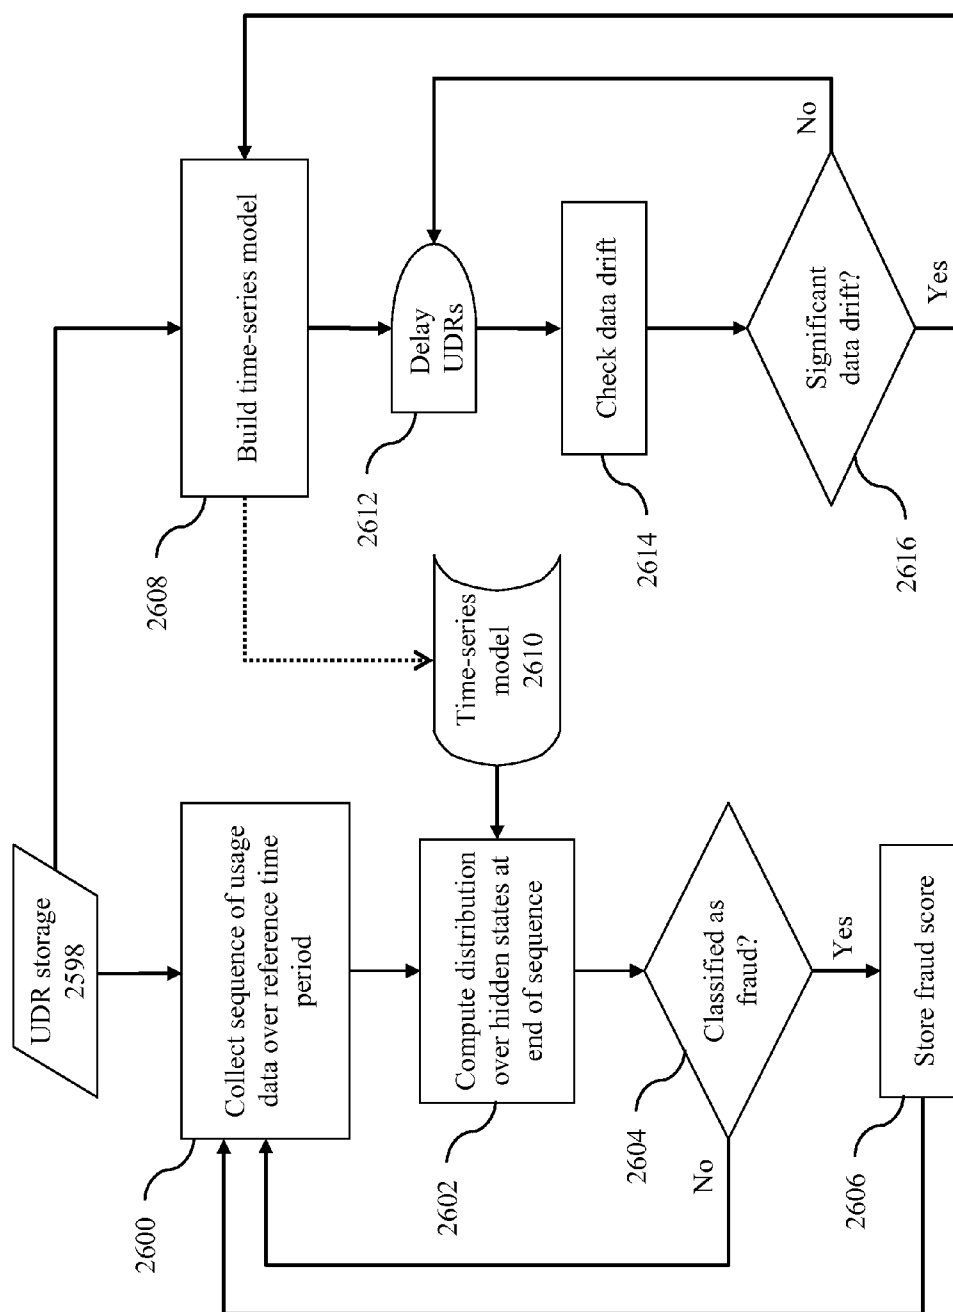 UDR storage
2598
2600
Collect sequence of usage
data over reference time
period
2602
Compute distribution
over hidden states at
end of sequence
2604
Classified as
fraud?
No
Yes
2606
Store fraud score
2608
Build time-series model
Time-series
model
2610
2612
Delay
UDRs
2614
Check data drift
2616
Significant
data drift?
No
Yes